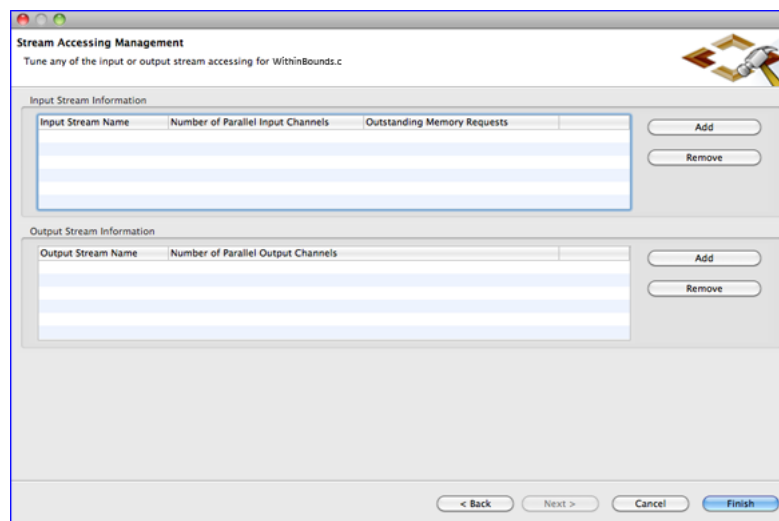 Stream Accessing Management
Tune any of the input or output stream accessing for WithinBounds.c
Input Stream Information
Input Stream Name Number of Parallel Input Channels Outstanding Memory Requests
Add
Remove
Output Stream Information
Output Stream Name Number of Parallel Output Channels
Add
Remove
< Back Next > Cancel Finish